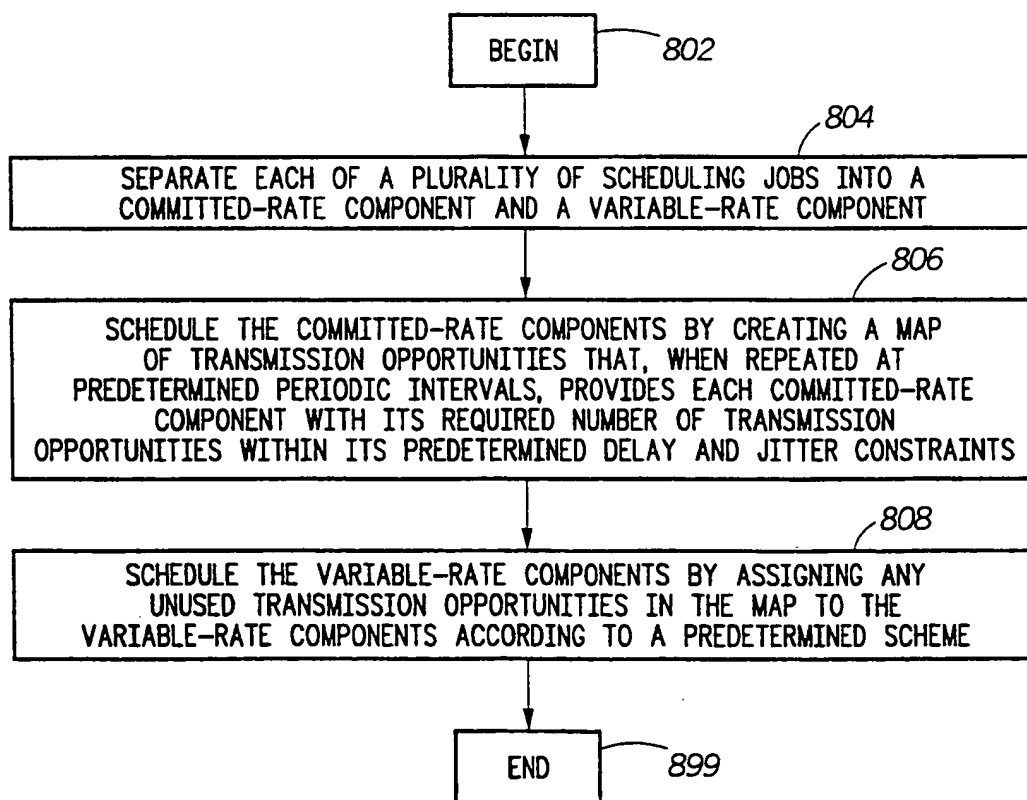 BEGIN
802
804
SEPARATE EACH OF A PLURALITY OF SCHEDULING JOBS INTO A
COMMITTED-RATE COMPONENT AND A VARIABLE-RATE COMPONENT
806
SCHEDULE THE COMMITTED-RATE COMPONENTS BY CREATING A MAP
OF TRANSMISSION OPPORTUNITIES THAT, WHEN REPEATED AT
PREDETERMINED PERIODIC INTERVALS, PROVIDES EACH COMMITTED-RATE
COMPONENT WITH ITS REQUIRED NUMBER OF TRANSMISSION
OPPORTUNITIES WITHIN ITS PREDETERMINED DELAY AND JITTER CONSTRAINTS
808
SCHEDULE THE VARIABLE-RATE COMPONENTS BY ASSIGNING ANY
UNUSED TRANSMISSION OPPORTUNITIES IN THE MAP TO THE
VARIABLE-RATE COMPONENTS ACCORDING TO A PREDETERMINED SCHEME
END
899